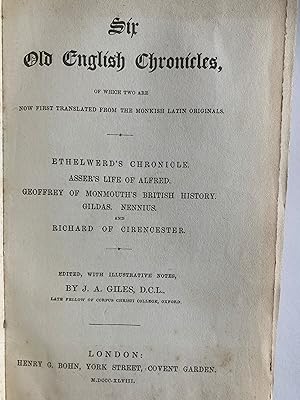 Six
Old English Chronicles,
OF WHICH TWO ARE
NOW FIRST TRANSLATED FROM THE MONKISH LATIN ORIGINALS.
ETHELWERD'S CHRONICLE.
ASSER'S LIFE OF ALFRED.
GEOFFREY OF MONMOUTH'S BRITISH HISTORY.
GILDAS. NENNIUS.
AND
RICHARD OF CIRENCESTER.
EDITED, WITH ILLUSTRATIVE NOTES,
BY J. A. GILES, D.C.L.,
LATE FELLOW OF CORPUS CHRISTI COLLEGE, OXFORD.
LONDON:
HENRY G. BOHN, YORK STREET, COVENT GARDEN.
M.DCCC.XLVIII.